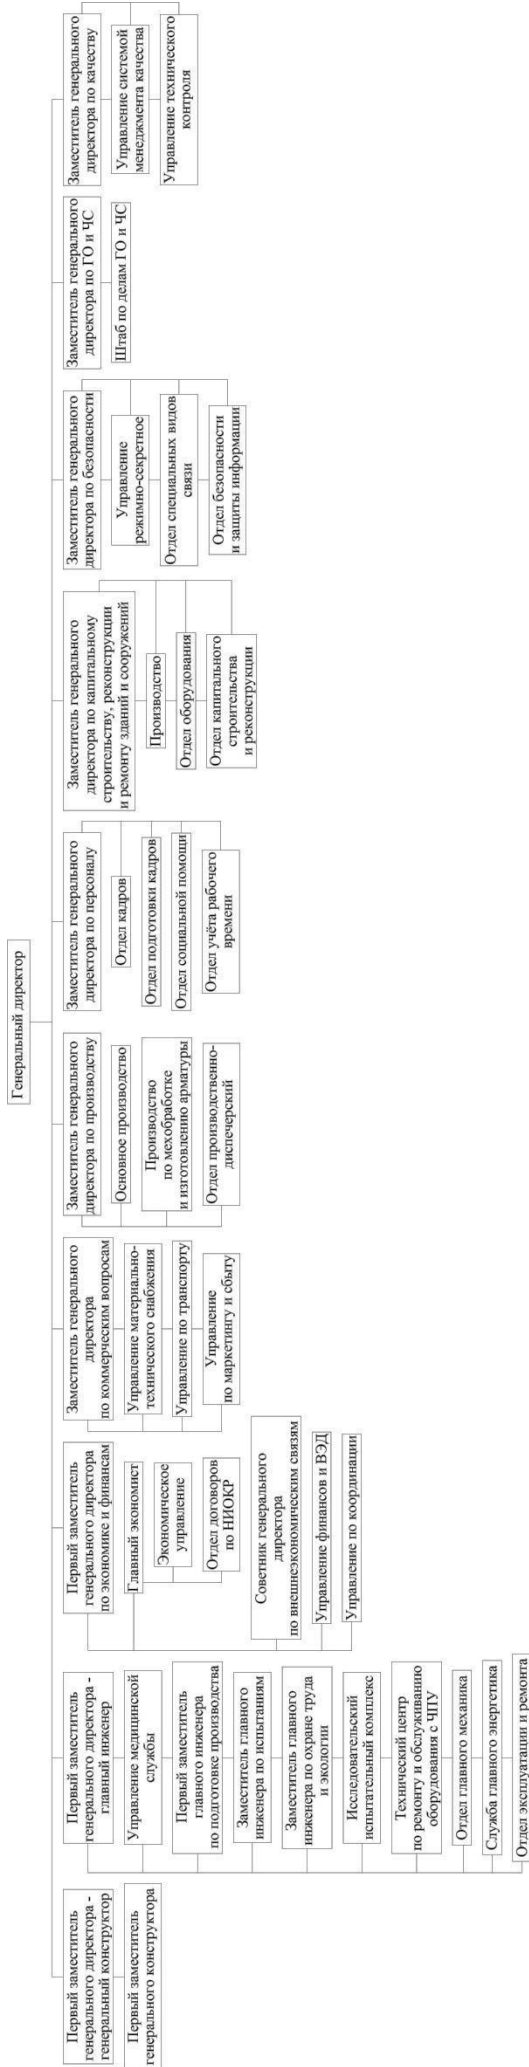 Генеральный директор
Первый заместитель
генерального директора -
генеральный конструктор
Первый заместитель
генерального конструктора
Первый заместитель
генерального директора -
главный инженер
Управление медицинской
службы
Первый заместитель
главного инженера
по подготовке производства
Заместитель главного
инженера по испытаниям
Заместитель главного
инженера по охране труда
и экологии
Исследовательский
испытательный комплекс
Технический центр
по ремонту и обслуживанию
оборудования с ЧПУ
Отдел главного механика
Служба главного энергетика
Отдел эксплуатации и ремонта
Первый заместитель
генерального директора
по экономике и финансам
Главный экономист
Экономическое
управление
Отдел договоров
по НИОКР
Советник генерального
директора
по внешнеэкономическим связям
Управление финансов и ВЭД
Управление по координации
Заместитель генерального
директора
по коммерческим вопросам
Управление материально-
технического снабжения
Управление по транспорту
Управление
по маркетингу и сбыту
Заместитель генерального
директора по производству
Основное производство
Производство
по мехобработке
и изготовлению арматуры
Отдел производственно-
диспечерский
Заместитель генерального
директора по персоналу
Отдел кадров
Отдел подготовки кадров
Отдел социальной помощи
Отдел учёта рабочего
времени
Заместитель генерального
директора по капитальному
строительству, реконструкции
и ремонту зданий и сооружений
Производство
Отдел оборудования
Отдел капитального
строительства
и реконструкции
Заместитель генерального
директора по безопасности
Управление
режимно-секретное
Отдел специальных видов
связи
Отдел безопасности
и защиты информации
Заместитель генерального
директора по ГО и ЧС
Штаб по делам ГО и ЧС
Заместитель генерального
директора по качеству
Управление системой
менеджмента качества
Управление технического
контроля